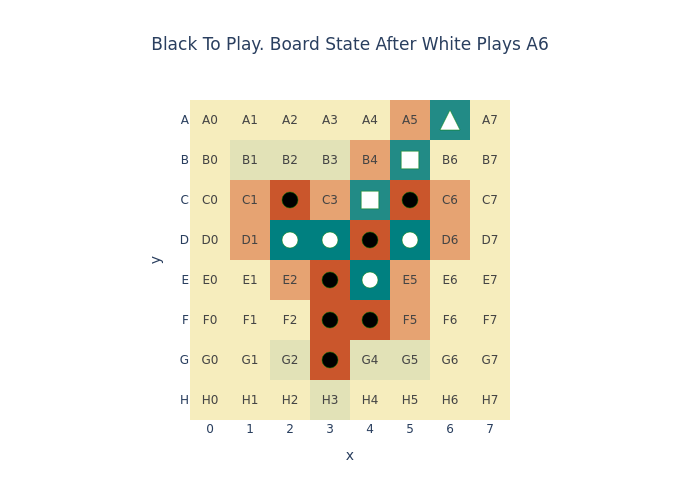 Black To Play. Board State After White Plays A6
A A0 A1 A2 A3 A4 A5 A7
B B0 B1 B2 B3 B4 B6 B7
C C0 C1 C3 C6 C7
D D0 D1 D6 D7
E E0 E1 E2 E5 E6 E7
F F0 F1 F2 F5 F6 F7
G G0 G1 G2 G4 G5 G6 G7
H H0 H1 H2 H3 H4 H5 H6 H7
0 1 2 3 4 5 6 7
x
y